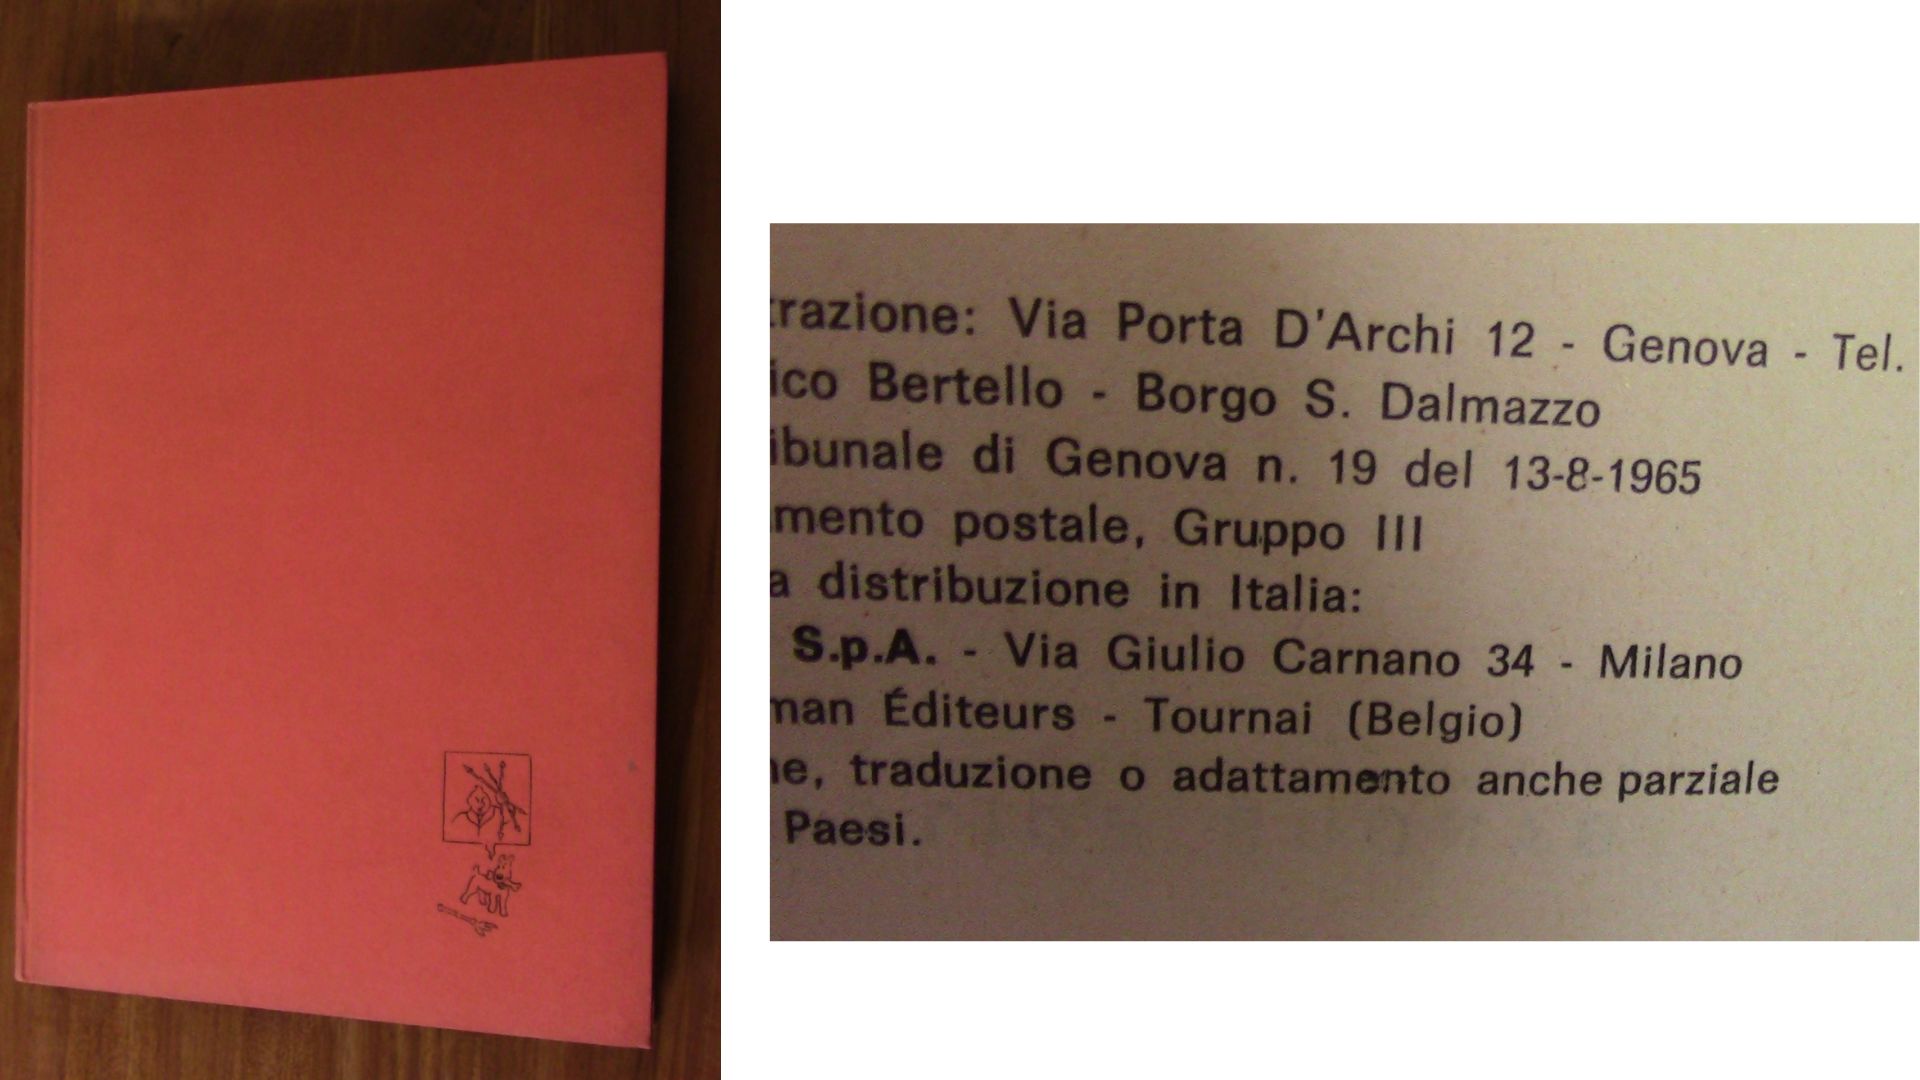 trazione: Via Porta D'Archi 12 - Genova - Tel.
ico Bertello - Borgo S. Dalmazzo
ibunale di Genova n. 19 del 13-8-1965
mento postale, Gruppo III
a distribuzione in Italia:
S.p.A. - Via Giulio Carnano 34 - Milano
man Éditeurs - Tournai (Belgio)
ne, traduzione o adattamento anche parziale
Paesi.